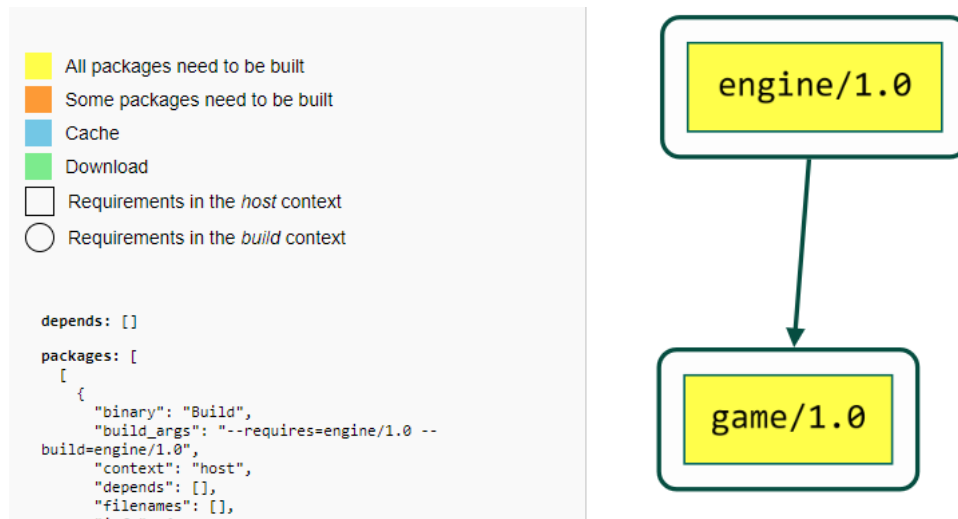 All packages need to be built
Some packages need to be built
Cache
Download
Requirements in the host context
Requirements in the build context
depends: []
packages: [
[
{
"binary": "Build",
"build_args": "--requires=engine/1.0 --
build=engine/1.0",
"context": "host",
"depends": [],
"filenames": [],
engine/1.0
game/1.0